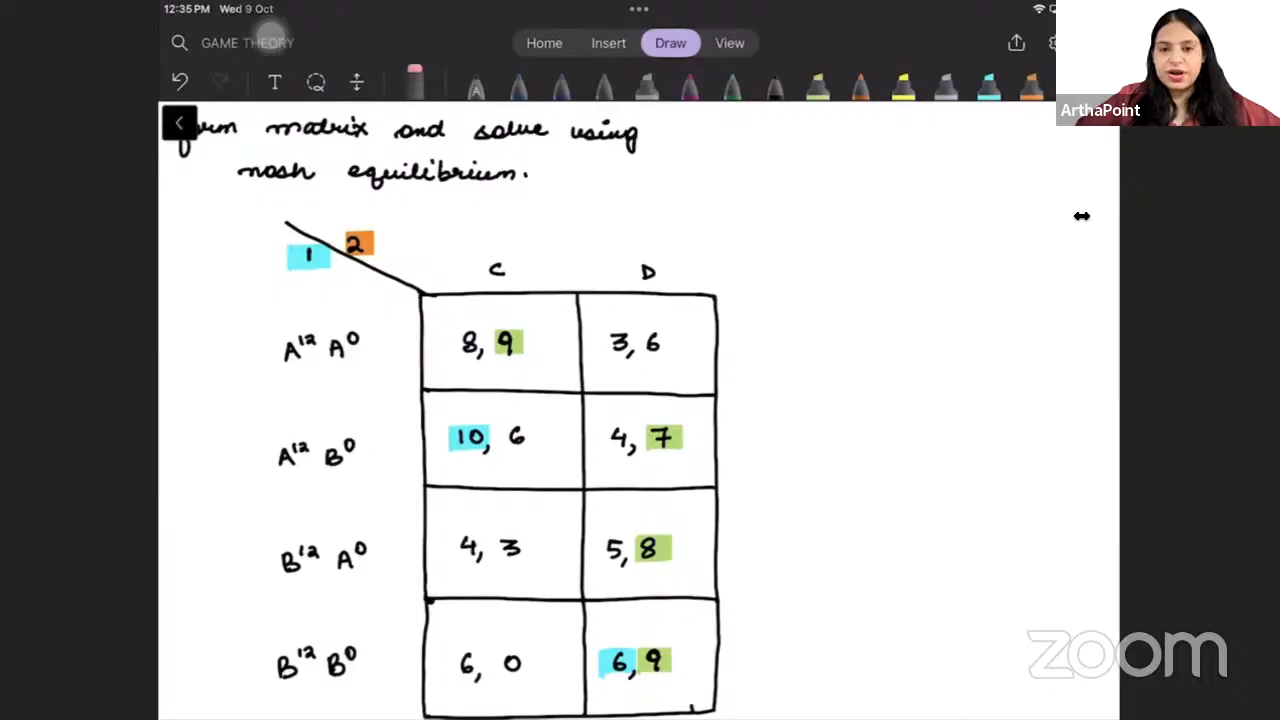 12:35PM Wed 9 Oct
GAME THEORY
Home Insert Draw View
ArthaPoint
matrix and solve using
nash equilibrium.
1 2
C D
A¹² A⁰ 8, 9 3, 6
A¹² B⁰ 10, 6 4, 7
B¹² A⁰ 4, 3 5, 8
B¹² B⁰ 6, 0 6, 9
zoom